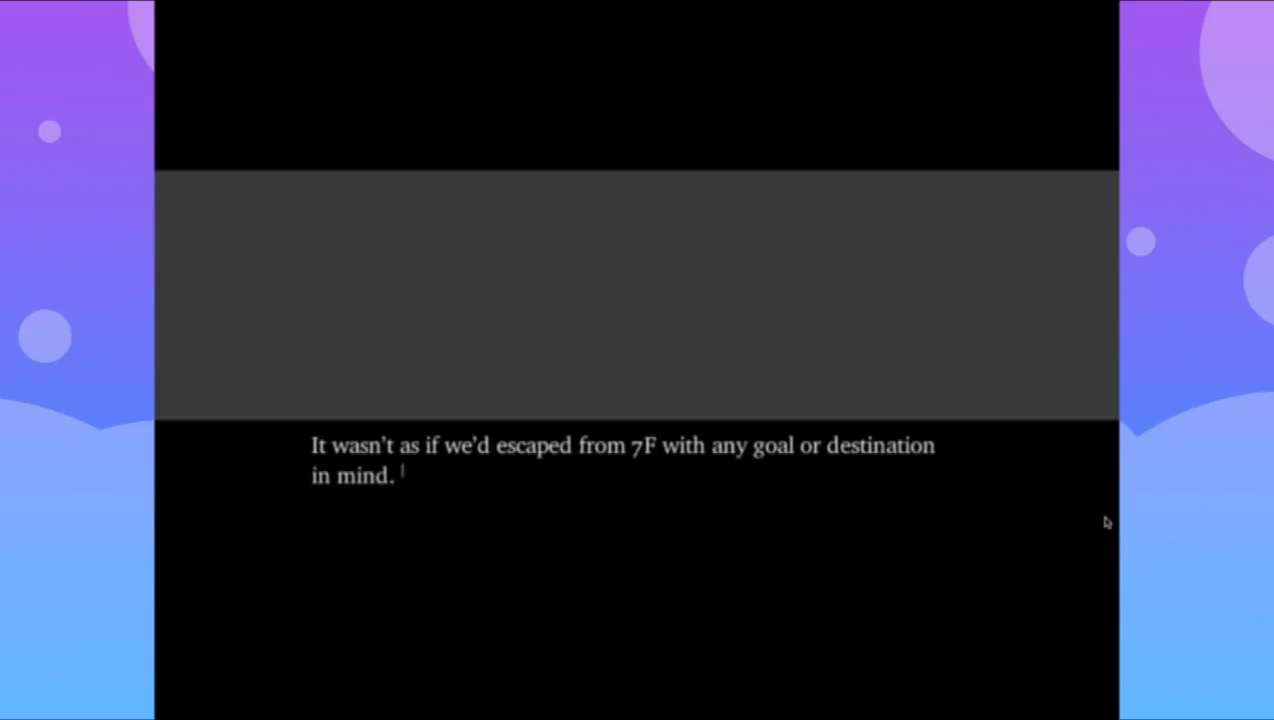 It wasn't as if we'd escaped from 7F with any goal or destination
in mind.